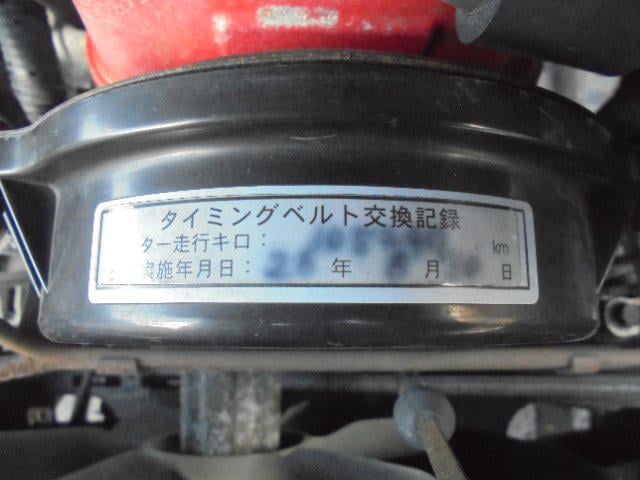 タイミングベルト交換記録
ター走行キロ: km
実施年月日: 年 月 日